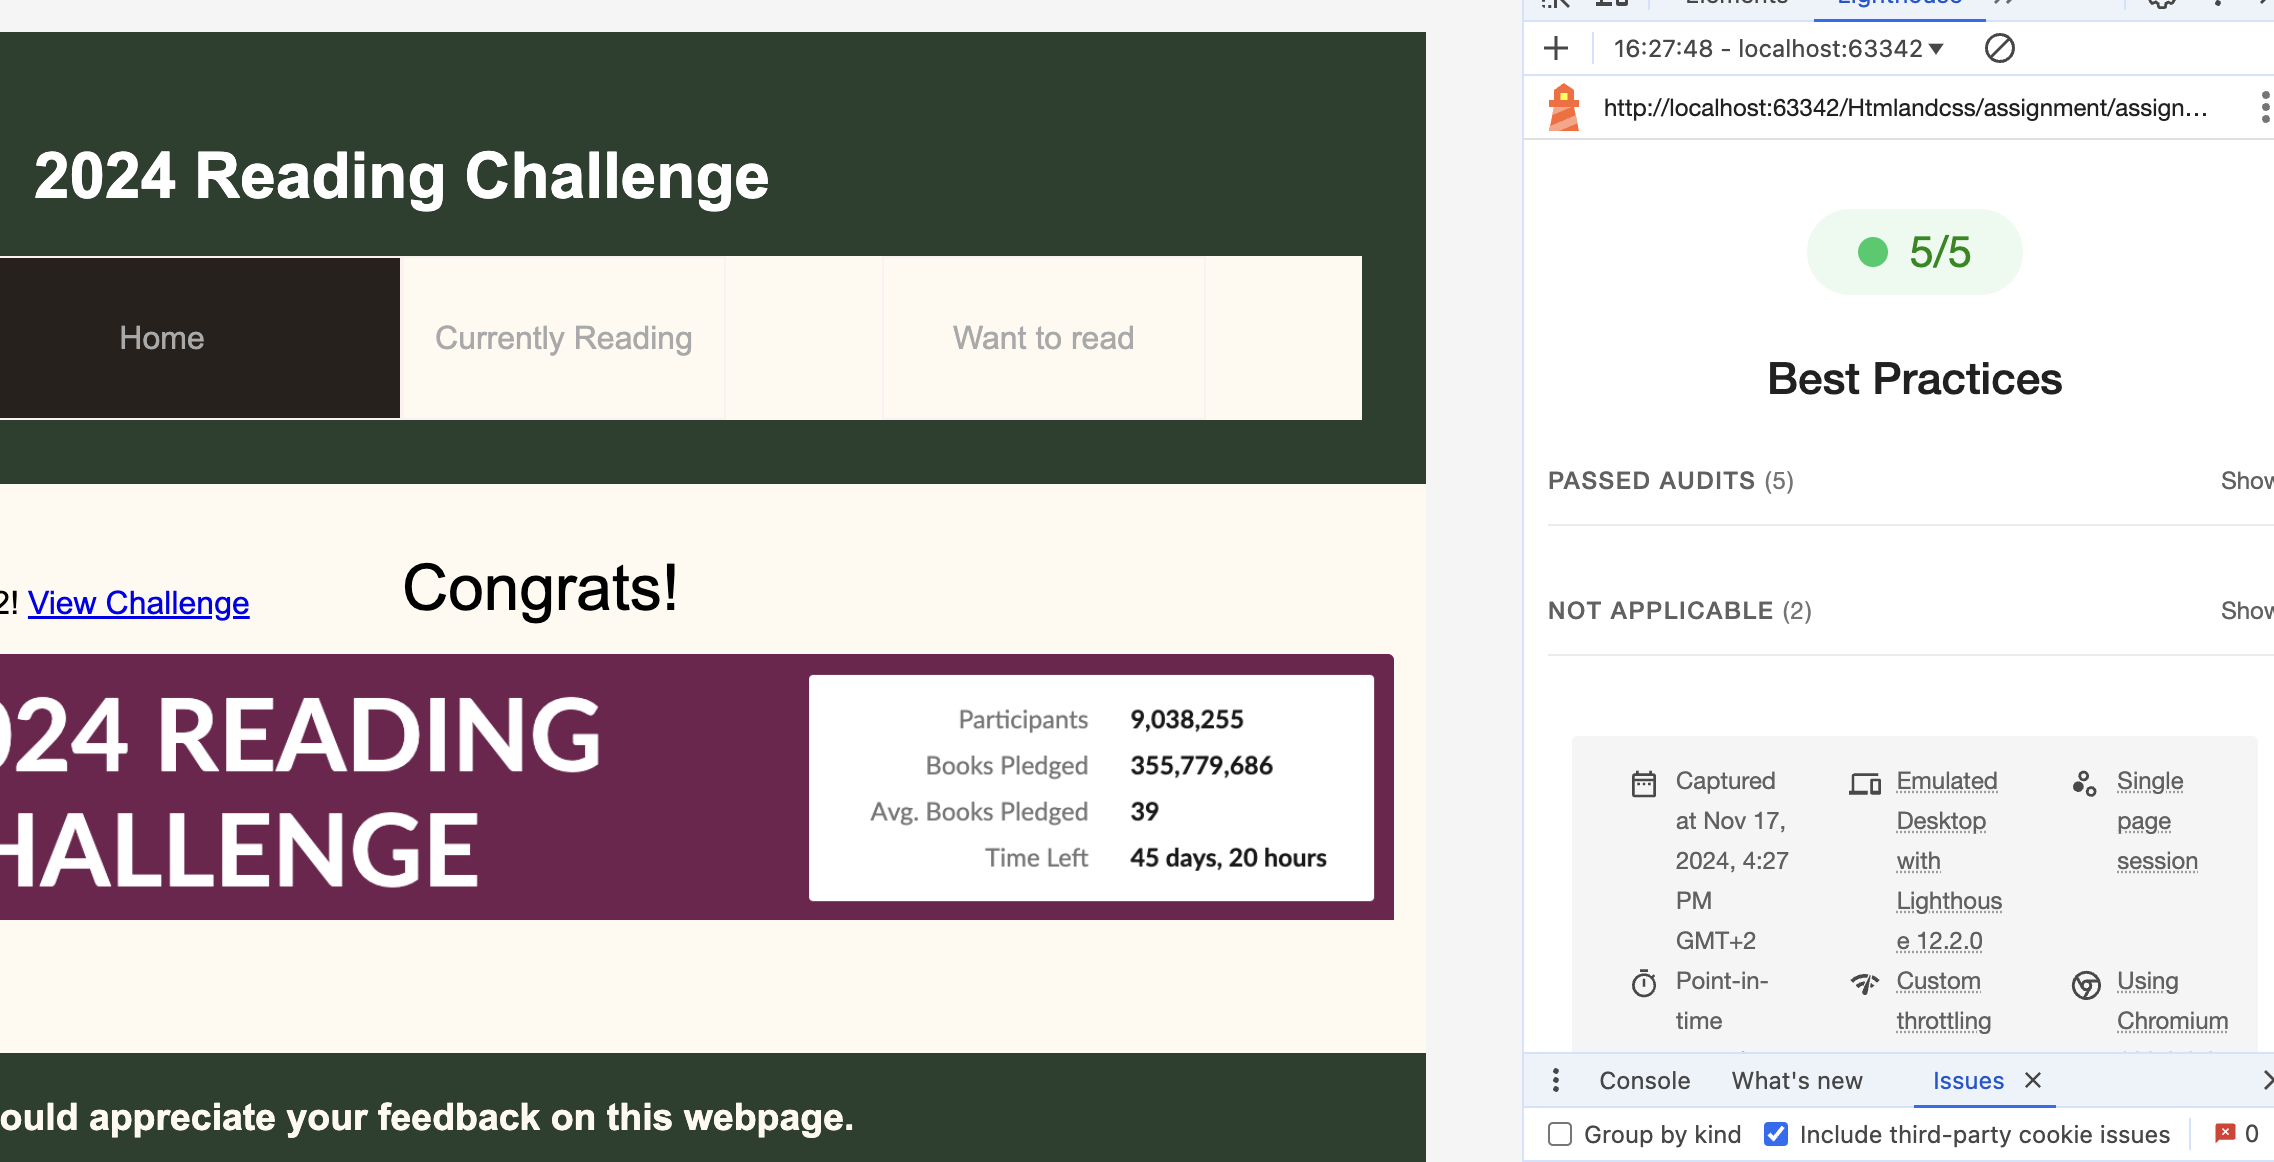 2024 Reading Challenge
Home
Currently Reading
Want to read
2! View Challenge
Congrats!
024 READING
HALLENGE
Participants 9,038,255
Books Pledged 355,779,686
Avg. Books Pledged 39
Time Left 45 days, 20 hours
ould appreciate your feedback on this webpage.
Elements
Lighthouse
16:27:48 - localhost:63342
http://localhost:63342/Htmlandcss/assignment/assign...
5/5
Best Practices
PASSED AUDITS (5)
Show
NOT APPLICABLE (2)
Show
Captured
at Nov 17,
2024, 4:27
PM
GMT+2
Emulated
Desktop
with
Lighthous
e 12.2.0
Single
page
session
Point-in-
time
Custom
throttling
Using
Chromium
Console
What's new
Issues
Group by kind
Include third-party cookie issues
0